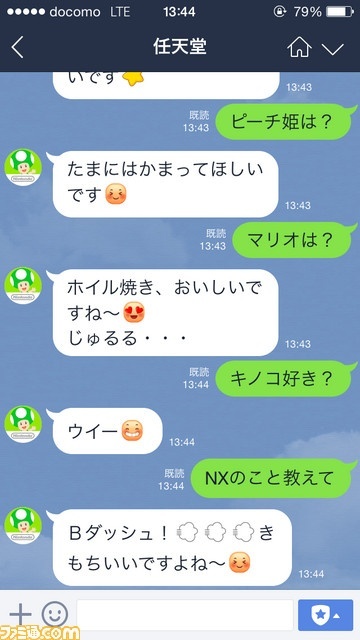 docomo LTE 13:44 79%
任天堂
いです
13:43
ピーチ姫は？
既読
13:43
たまにはかまってほしい
です
13:43
マリオは？
既読
13:43
ホイル焼き、おいしいで
すね〜
じゅるる・・・
13:43
キノコ好き？
既読
13:44
ウイー
13:44
NXのこと教えて
既読
13:44
Ｂダッシュ！き
もちいいですよね〜
13:44
ファミ通.com